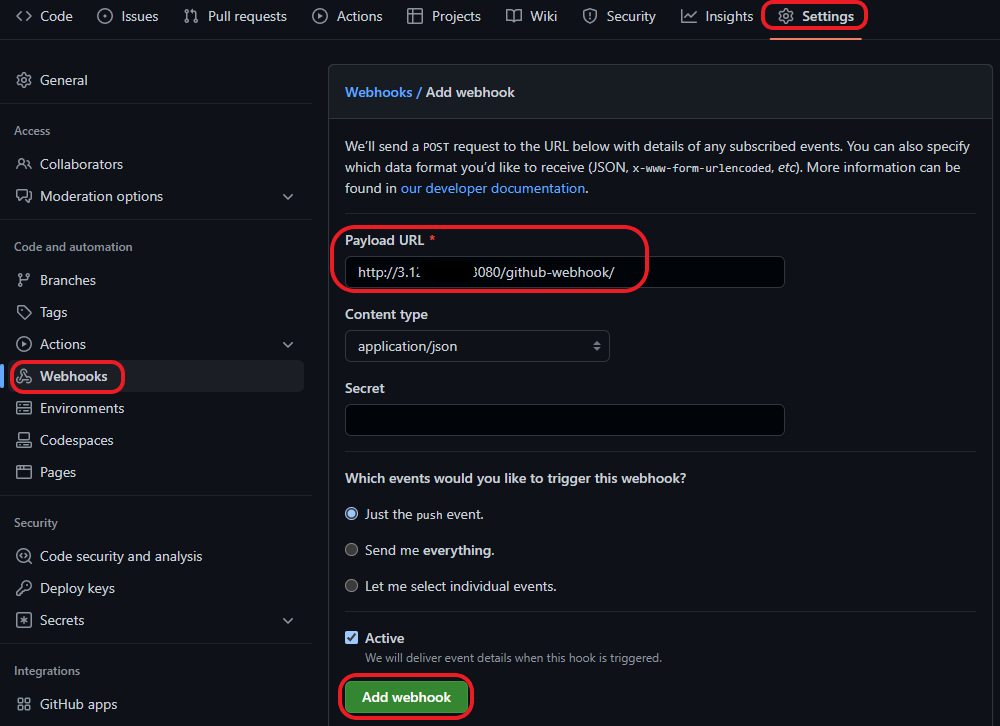 Code Issues Pull requests Actions Projects Wiki Security Insights Settings
General
Access
Collaborators
Moderation options
Code and automation
Branches
Tags
Actions
Webhooks
Environments
Codespaces
Pages
Security
Code security and analysis
Deploy keys
Secrets
Integrations
GitHub apps
Webhooks / Add webhook
We’ll send a POST request to the URL below with details of any subscribed events. You can also specify
which data format you’d like to receive (JSON, x-www-form-urlencoded, etc). More information can be
found in our developer documentation.
Payload URL *
http://3.12 8080/github-webhook/
Content type
application/json
Secret
Which events would you like to trigger this webhook?
Just the push event.
Send me everything.
Let me select individual events.
Active
We will deliver event details when this hook is triggered.
Add webhook